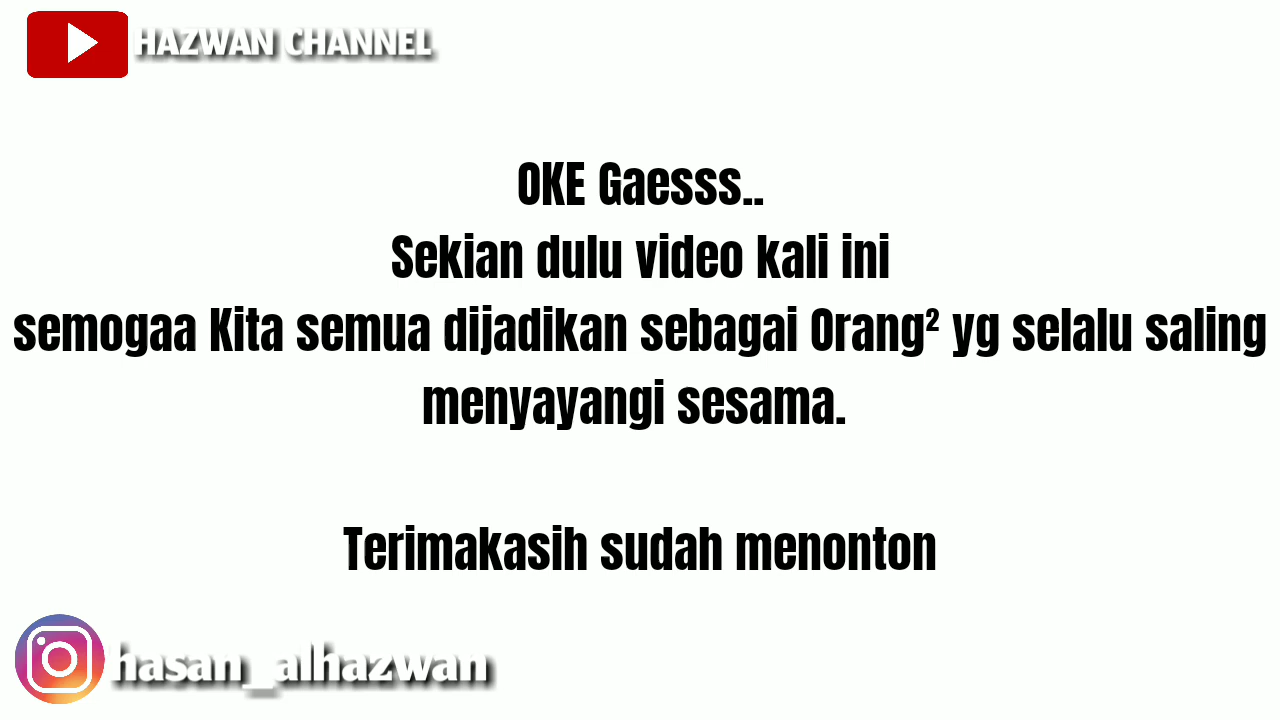 HAZWAN CHANNEL
OKE Gaesss..
Sekian dulu video kali ini
semogaa Kita semua dijadikan sebagai Orang² yg selalu saling
menyayangi sesama.
Terimakasih sudah menonton
hasan_alhazwan